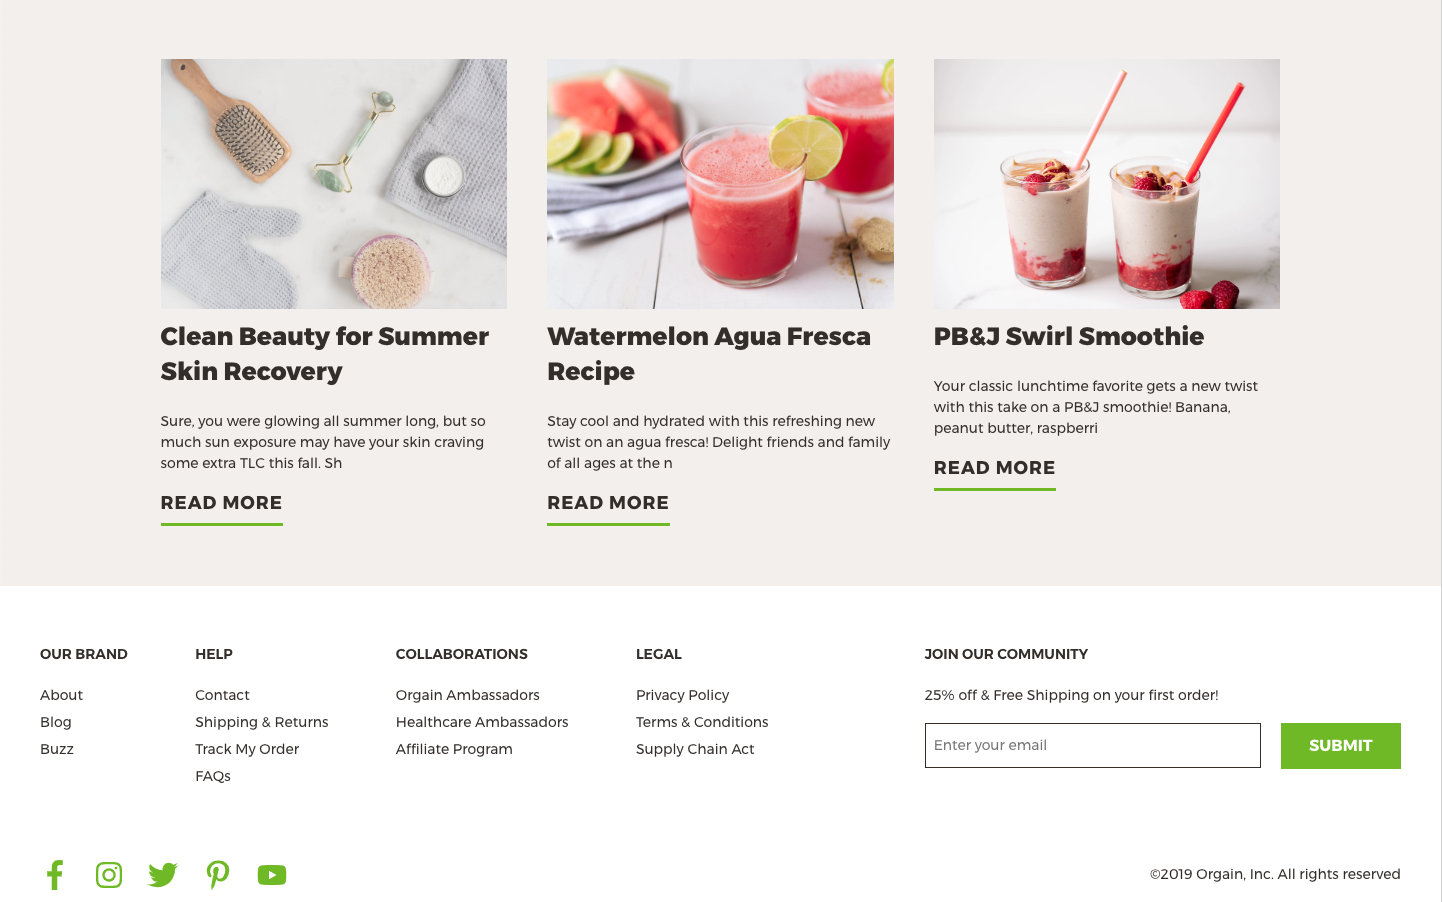 Clean Beauty for Summer
Skin Recovery
Sure, you were glowing all summer long, but so
much sun exposure may have your skin craving
some extra TLC this fall. Sh
READ MORE
Watermelon Agua Fresca
Recipe
Stay cool and hydrated with this refreshing new
twist on an agua fresca! Delight friends and family
of all ages at the n
READ MORE
PB&J Swirl Smoothie
Your classic lunchtime favorite gets a new twist
with this take on a PB&J smoothie! Banana,
peanut butter, raspberri
READ MORE
OUR BRAND
About
Blog
Buzz
HELP
Contact
Shipping & Returns
Track My Order
FAQs
COLLABORATIONS
Orgain Ambassadors
Healthcare Ambassadors
Affiliate Program
LEGAL
Privacy Policy
Terms & Conditions
Supply Chain Act
JOIN OUR COMMUNITY
25% off & Free Shipping on your first order!
Enter your email
SUBMIT
©2019 Orgain, Inc. All rights reserved